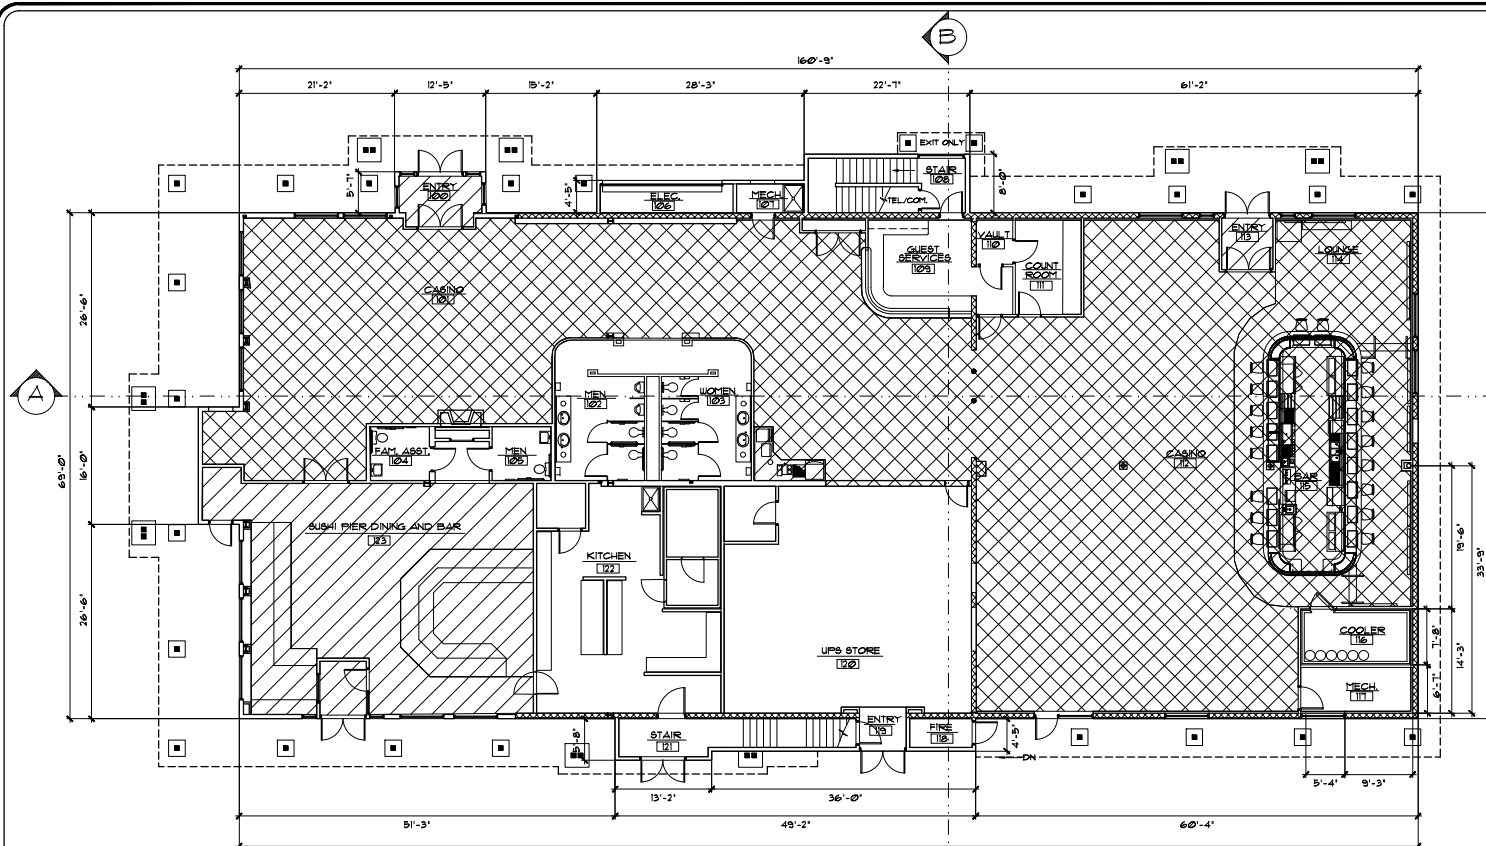 B
160'-9"
21'-2"
12'-5"
15'-2"
28'-3"
22'-7"
61'-2"
EXIT ONLY
5'-7"
ENTRY
100
4'-5"
ELEC.
106
MECH.
107
STAIR
108
8'-0"
TEL/COM.
GUEST
SERVICES
109
VAULT
110
COUNT
ROOM
111
ENTRY
113
LOUNGE
114
CASINO
101
26'-6"
A
MEN
102
WOMEN
103
69'-0"
16'-0"
FAM. ASST.
104
MEN
105
CASINO
112
BAR
115
SUSHI PIER DINING AND BAR
123
KITCHEN
122
19'-6"
33'-9"
26'-6"
UPS STORE
120
COOLER
116
7'-8"
14'-3"
MECH.
117
6'-7"
STAIR
121
5'-8"
ENTRY
119
FIRE
118
4'-5"
DN
5'-4"
9'-3"
13'-2"
36'-0"
51'-3"
49'-2"
60'-4"